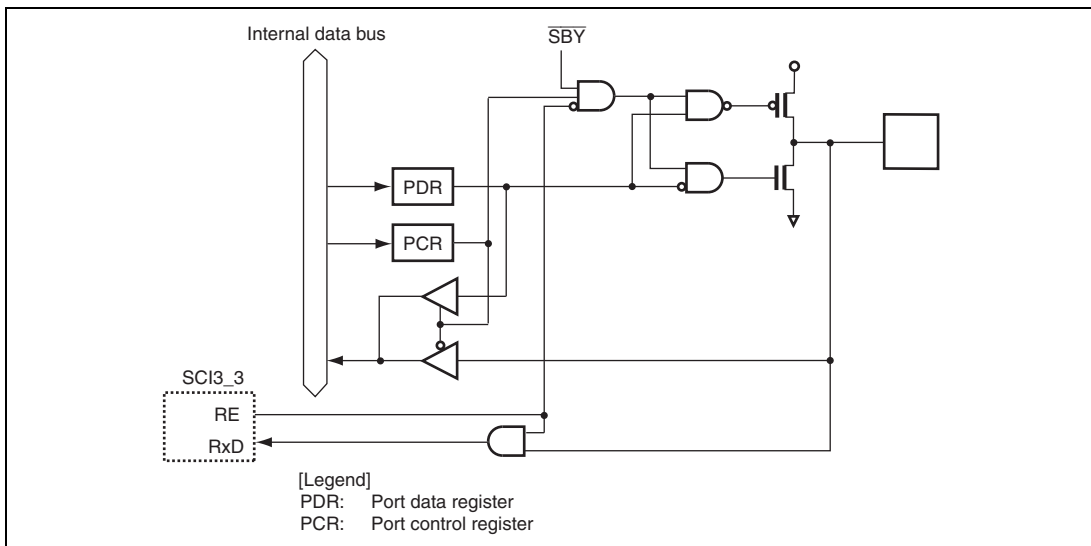 Internal data bus
SBY
PDR
PCR
SCI3_3
RE
RxD
[Legend]
PDR: Port data register
PCR: Port control register